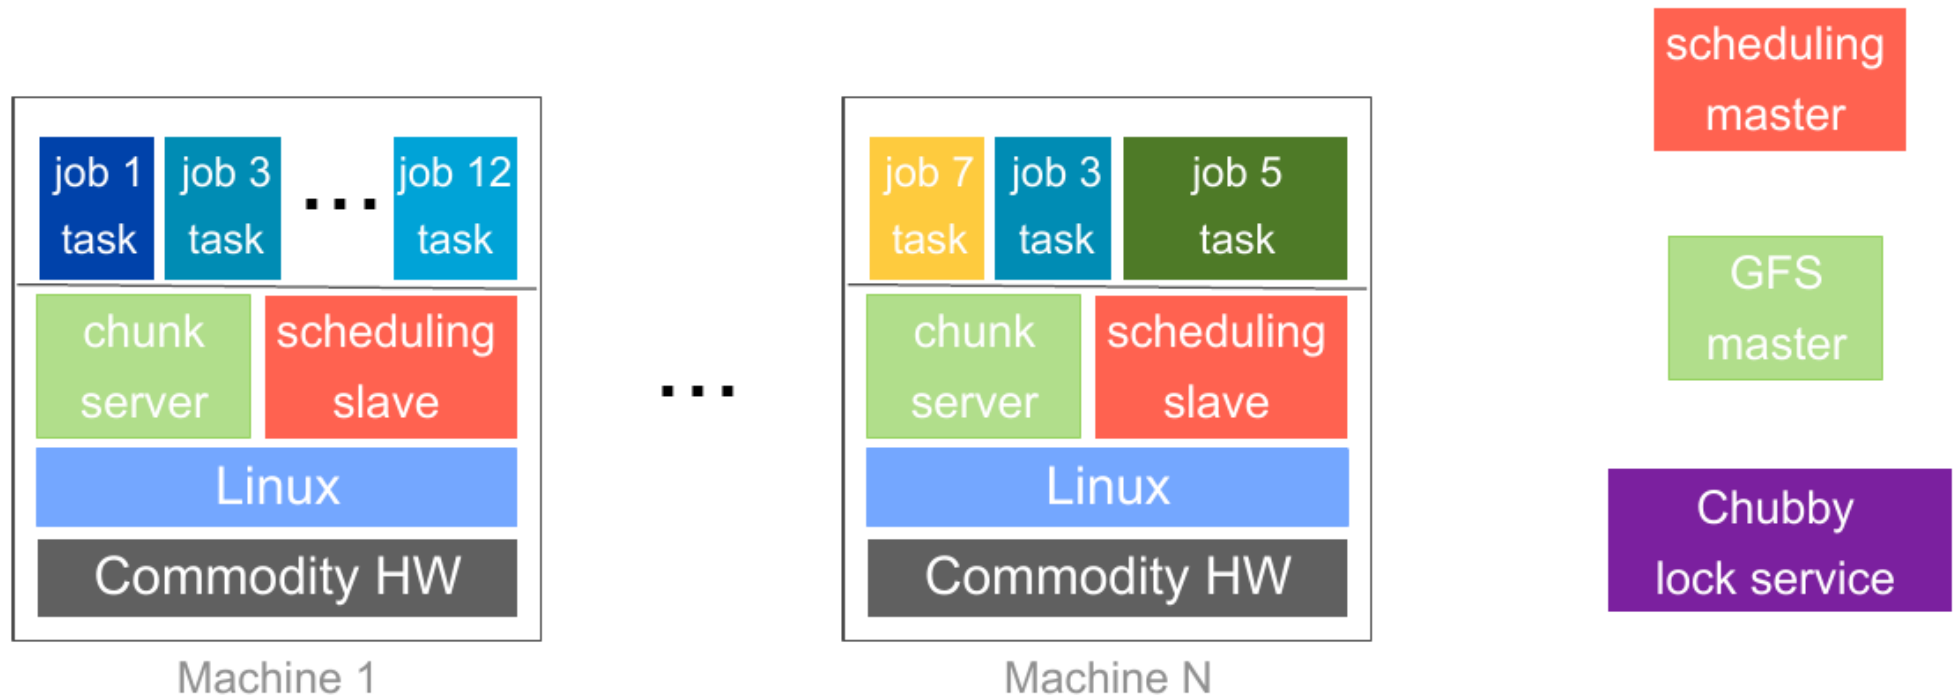 scheduling
master
job 1
task
job 3
task
...
job 12
task
job 7
task
job 3
task
job 5
task
chunk
server
scheduling
slave
...
chunk
server
scheduling
slave
GFS
master
Linux
Linux
Chubby
lock service
Commodity HW
Commodity HW
Machine 1
Machine N